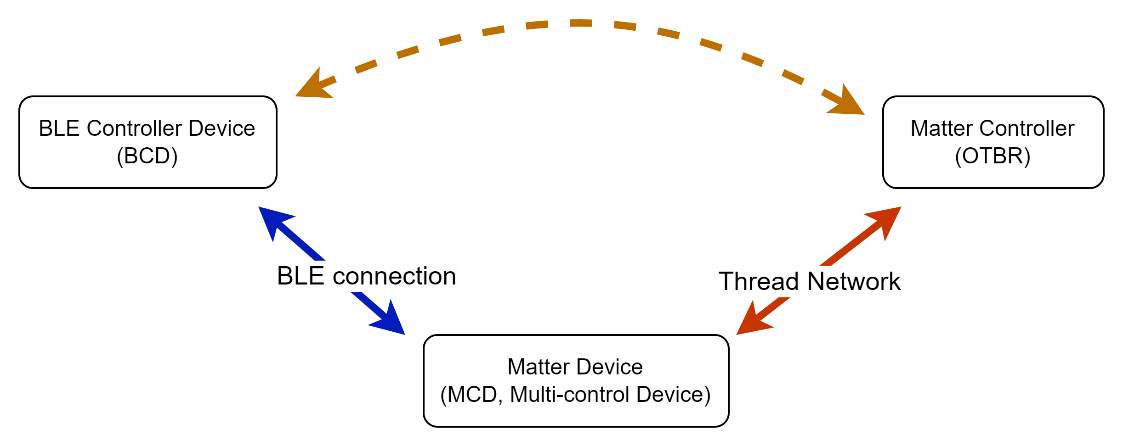 BLE Controller Device
(BCD)
Matter Controller
(OTBR)
BLE connection
Thread Network
Matter Device
(MCD, Multi-control Device)